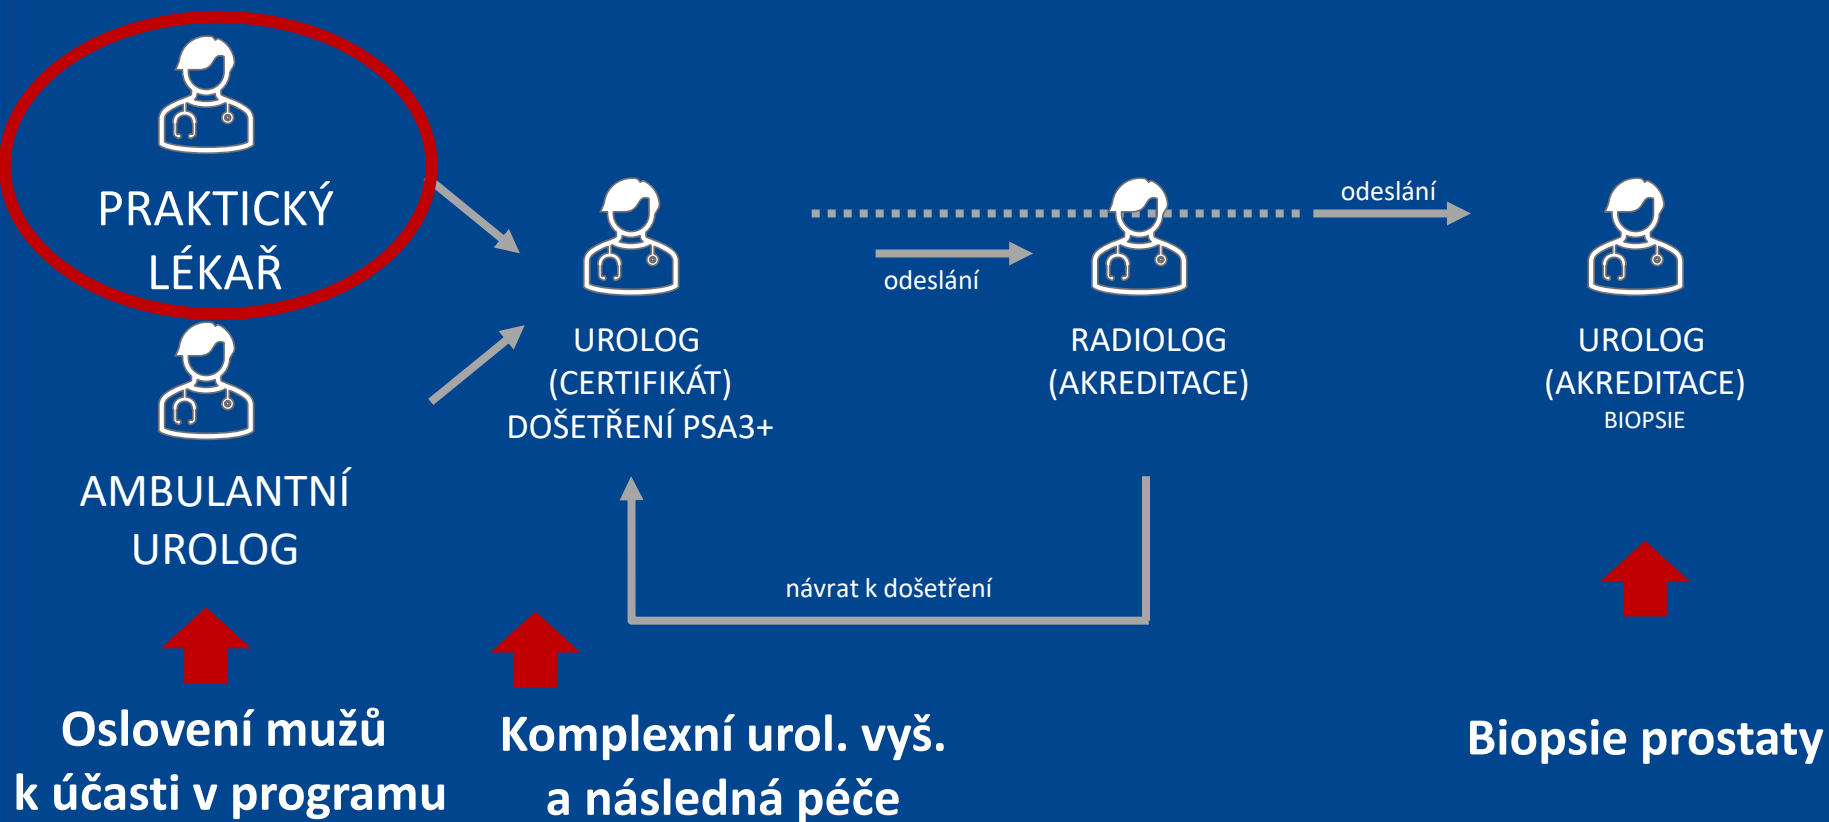 PRAKTICKÝ
LÉKAŘ
AMBULANTNÍ
UROLOG
UROLOG
(CERTIFIKÁT)
DOŠETŘENÍ PSA3+
odeslání
RADIOLOG
(AKREDITACE)
odeslání
UROLOG
(AKREDITACE)
BIOPSIE
návrat k došetření
Oslovení mužů
k účasti v programu
Komplexní urol. vyš.
a následná péče
Biopsie prostaty